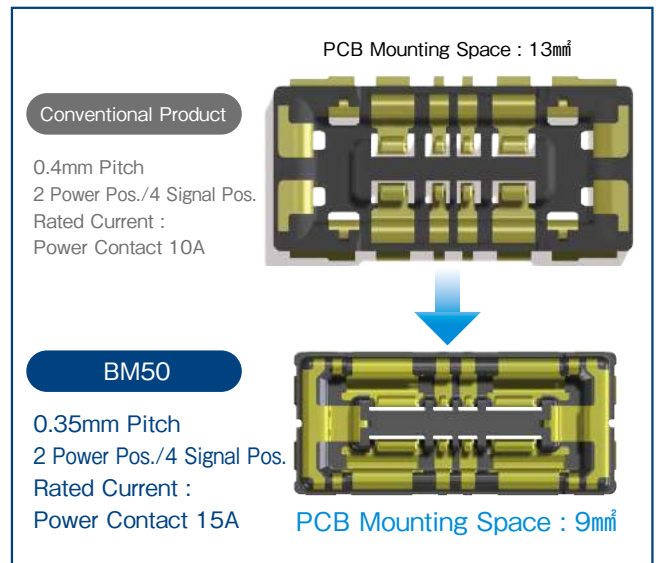 PCB Mounting Space : 13㎟
Conventional Product
0.4mm Pitch
2 Power Pos./4 Signal Pos.
Rated Current :
Power Contact 10A
BM50
0.35mm Pitch
2 Power Pos./4 Signal Pos.
Rated Current :
Power Contact 15A
PCB Mounting Space : 9㎟